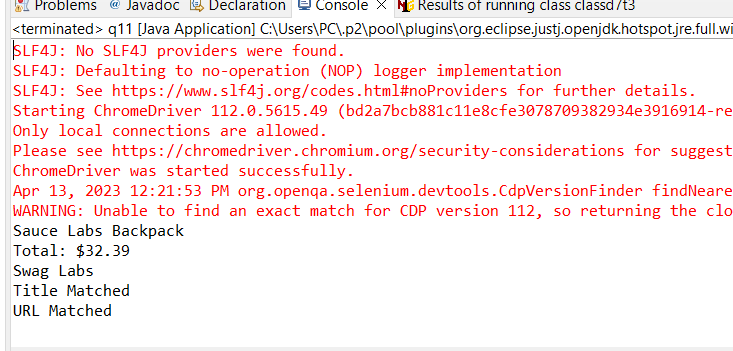 Problems @ Javadoc Declaration Console × Results of running class classd7t3
<terminated> q11 [Java Application] C:\Users\PC\.p2\pool\plugins\org.eclipse.justj.openjdk.hotspot.jre.full.wi
SLF4J: No SLF4J providers were found.
SLF4J: Defaulting to no-operation (NOP) logger implementation
SLF4J: See https://www.slf4j.org/codes.html#noProviders for further details.
Starting ChromeDriver 112.0.5615.49 (bd2a7bcb881c11e8cfe3078709382934e3916914-re
Only local connections are allowed.
Please see https://chromedriver.chromium.org/security-considerations for suggest
ChromeDriver was started successfully.
Apr 13, 2023 12:21:53 PM org.openqa.selenium.devtools.CdpVersionFinder findNeare
WARNING: Unable to find an exact match for CDP version 112, so returning the clo
Sauce Labs Backpack
Total: $32.39
Swag Labs
Title Matched
URL Matched